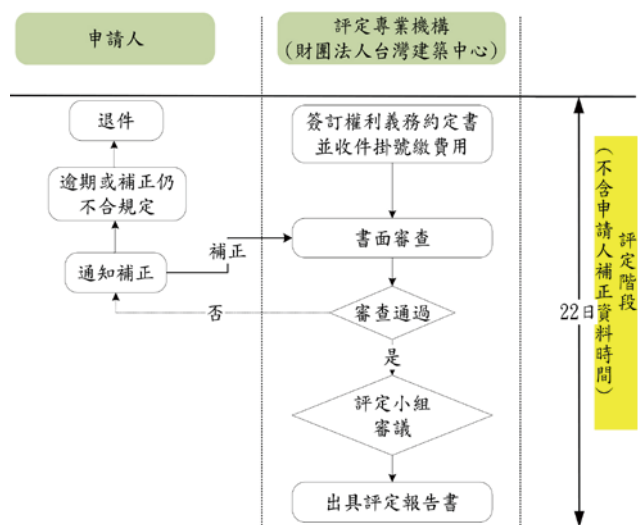 申請人
評定專業機構
(財團法人台灣建築中心)
退件
簽訂權利義務約定書
並收件掛號繳費用
逾期或補正仍
不合規定
補正
書面審查
通知補正
否
審查通過
是
評定小組
審議
出具評定報告書
22日
評定階段
(不含申請人補正資料時間)